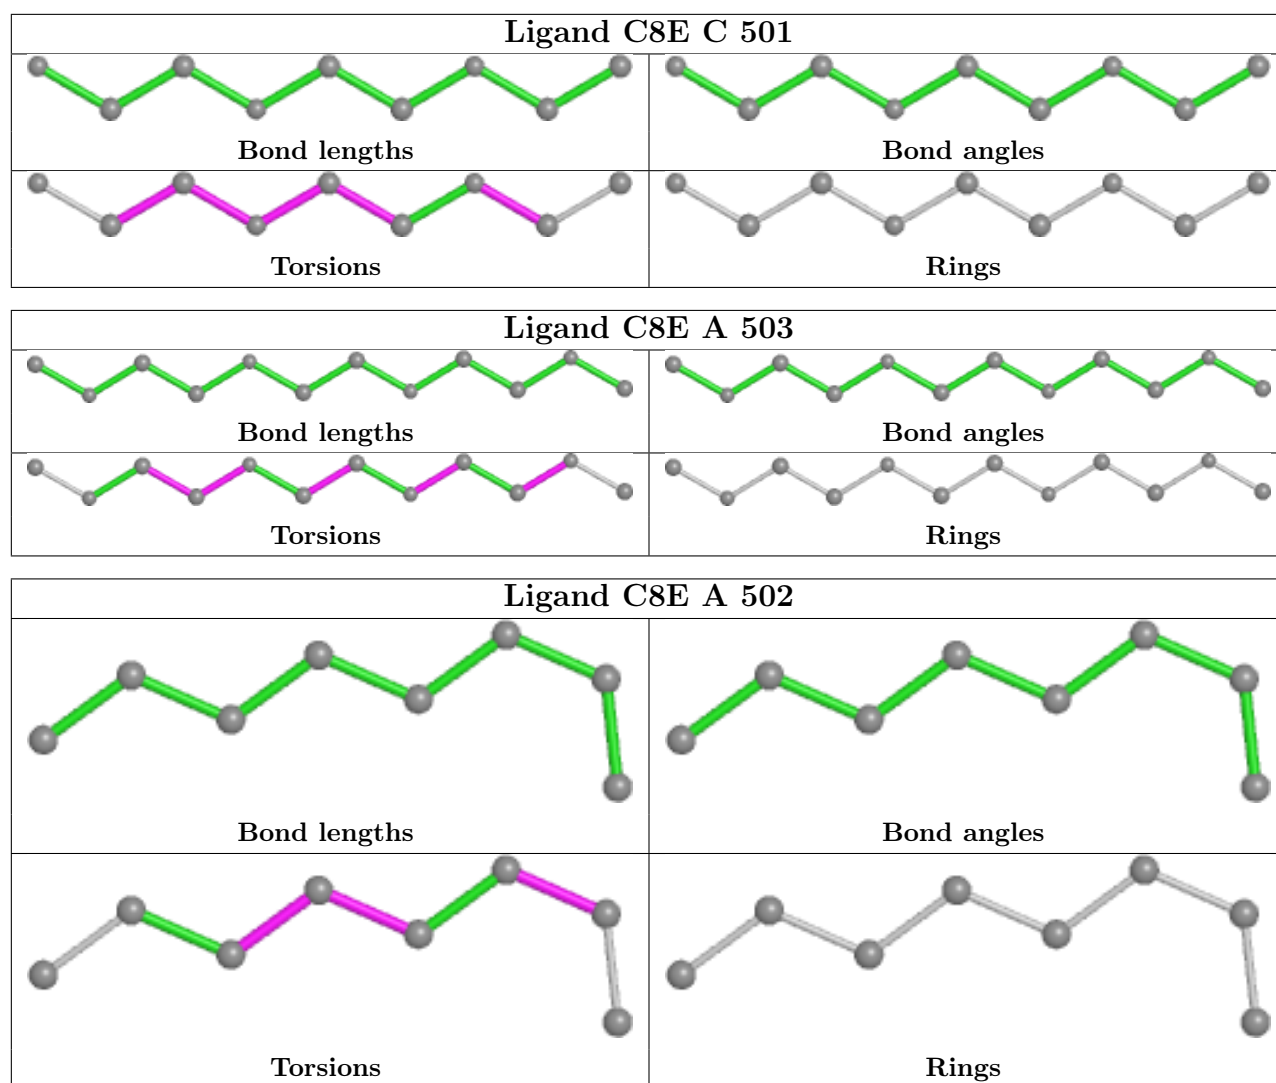 Ligand C8E C 501
Bond lengths
Bond angles
Torsions
Rings
Ligand C8E A 503
Bond lengths
Bond angles
Torsions
Rings
Ligand C8E A 502
Bond lengths
Bond angles
Torsions
Rings